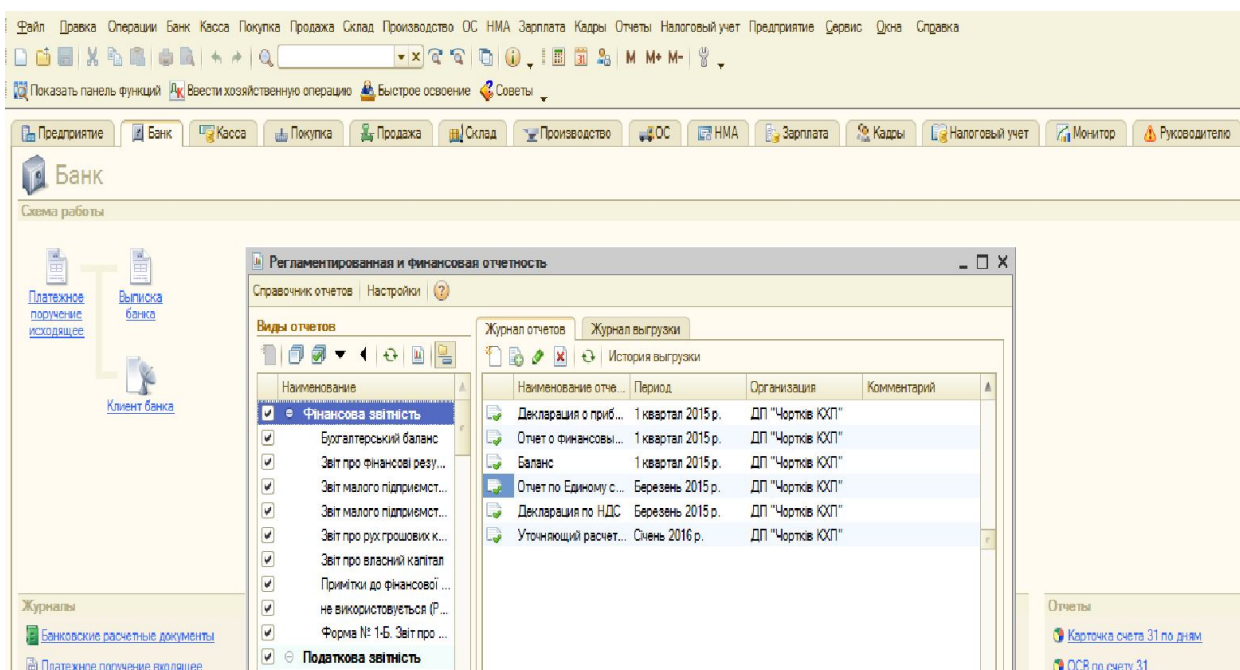 Файл Правка Операции Банк Касса Покупка Продажа Склад Производство ОС НМА Зарплата Кадры Отчеты Налоговый учет Предприятие Сервис Окна Справка
M M+ M-
Показать панель функций Ввести хозяйственную операцию Быстрое освоение Советы
Предприятие Банк Касса Покупка Продажа Склад Производство ОС НМА Зарплата Кадры Налоговый учет Монитор Руководителю
Банк
Схема работы
Платежное поручение исходящее
Выписка банка
Клиент банка
Регламентированная и финансовая отчетность
Справочник отчетов Настройки
Виды отчетов
Журнал отчетов Журнал выгрузки
История выгрузки
Наименование
Фінансова звітність
Бухгалтерський баланс
Звіт про фінансові резу...
Звіт малого підприємст...
Звіт малого підприємст...
Звіт про рух грошових к...
Звіт про власний капітал
Примітки до фінансової ...
не використовується (Р...
Форма № 1-Б. Звіт про ...
Податкова звітність
Наименование отче... Период Организация Комментарий
Декларация о приб... 1 квартал 2015 р. ДП "Чортків КХП"
Отчет о финансовы... 1 квартал 2015 р. ДП "Чортків КХП"
Баланс 1 квартал 2015 р. ДП "Чортків КХП"
Отчет по Единому с... Березень 2015 р. ДП "Чортків КХП"
Декларация по НДС Березень 2015 р. ДП "Чортків КХП"
Уточняющий расчет... Січень 2016 р. ДП "Чортків КХП"
Журналы
Банковские расчетные документы
Платежное поручение входящее
Отчеты
Карточка счета 31 по дням
ОСВ по счету 31